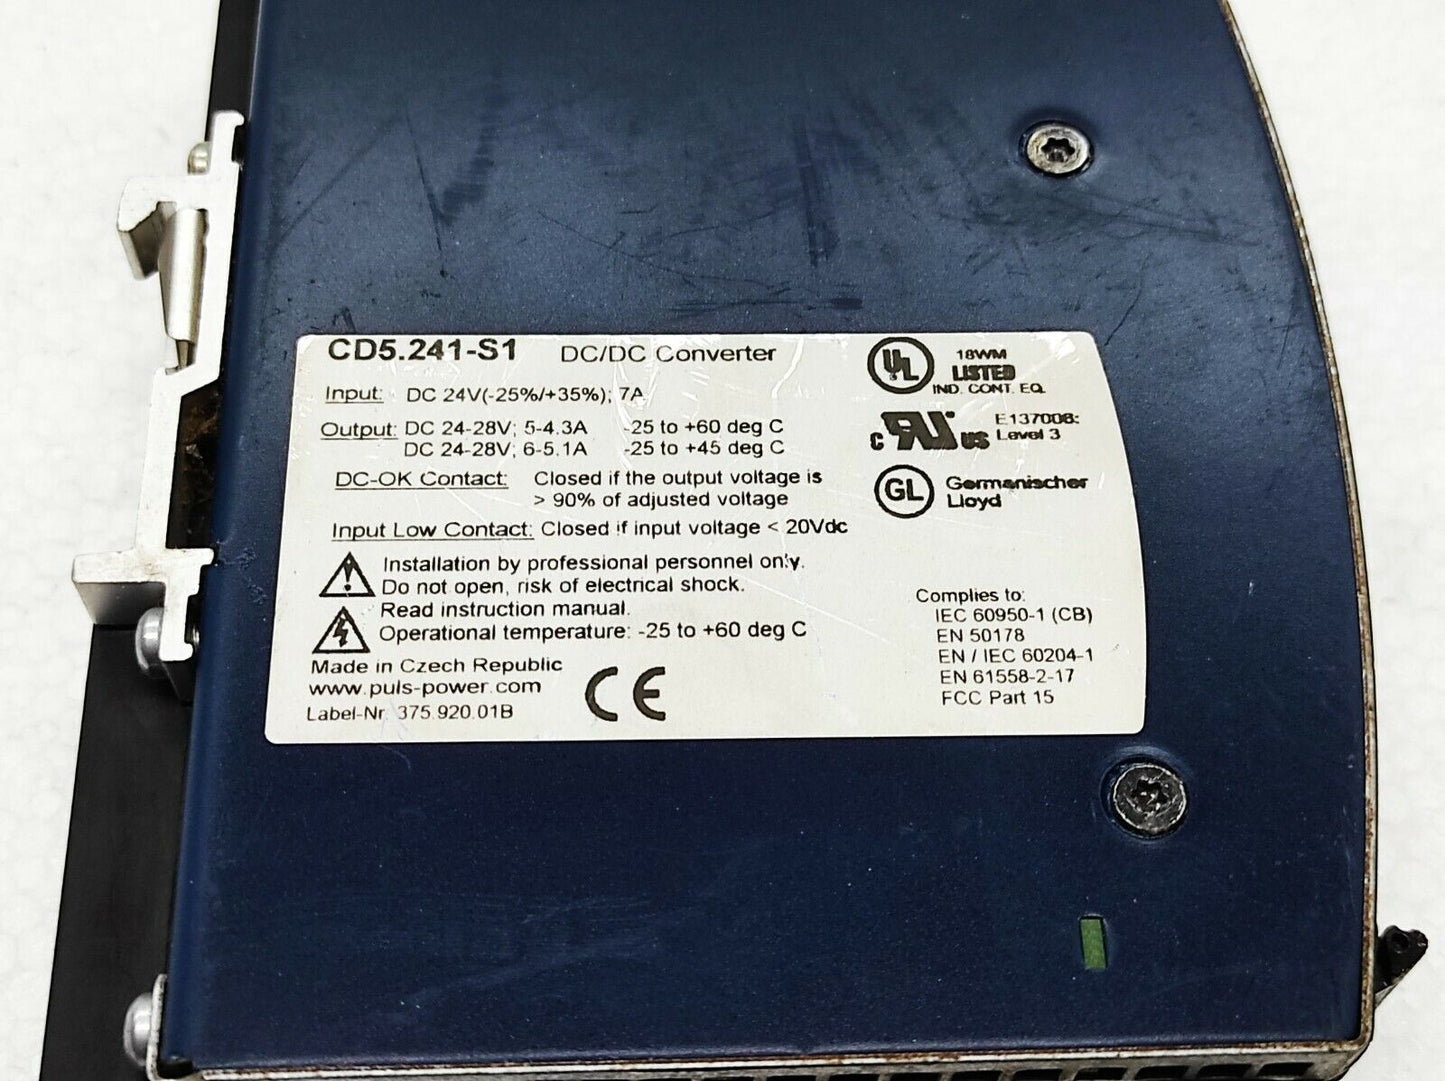 CD5.241-S1 DC/DC Converter
Input: DC 24V(-25%/+35%); 7A
Output: DC 24-28V; 5-4.3A -25 to +60 deg C
DC 24-28V; 6-5.1A -25 to +45 deg C
DC-OK Contact: Closed if the output voltage is
> 90% of adjusted voltage
Input Low Contact: Closed if input voltage < 20Vdc
Installation by professional personnel only.
Do not open, risk of electrical shock.
Read instruction manual.
Operational temperature: -25 to +60 deg C
Made in Czech Republic
www.puls-power.com
Label-Nr. 375.920.01B
CE
UL
18WM
LISTED
IND. CONT. EQ.
c RU us
Level 3
GL
Germanischer
Lloyd
Complies to:
IEC 60950-1 (CB)
EN 50178
EN / IEC 60204-1
EN 61558-2-17
FCC Part 15